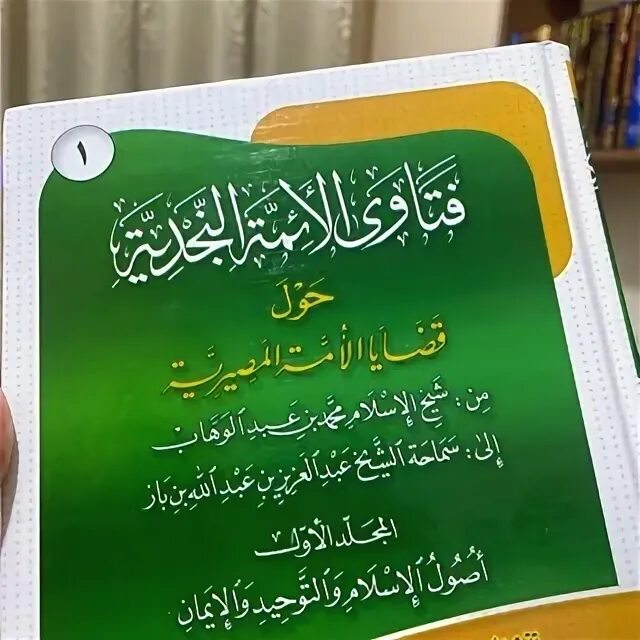 ١
فتاوى الأئمة النجدية
حول
قضايا الأمة المصيرية
من: شيخ الإسلام محمد بن عبد الوهاب
إلى: سماحة الشيخ عبد العزيز بن عبد الله بن باز
المجلد الأول
أصول الإسلام والتوحيد والإيمان